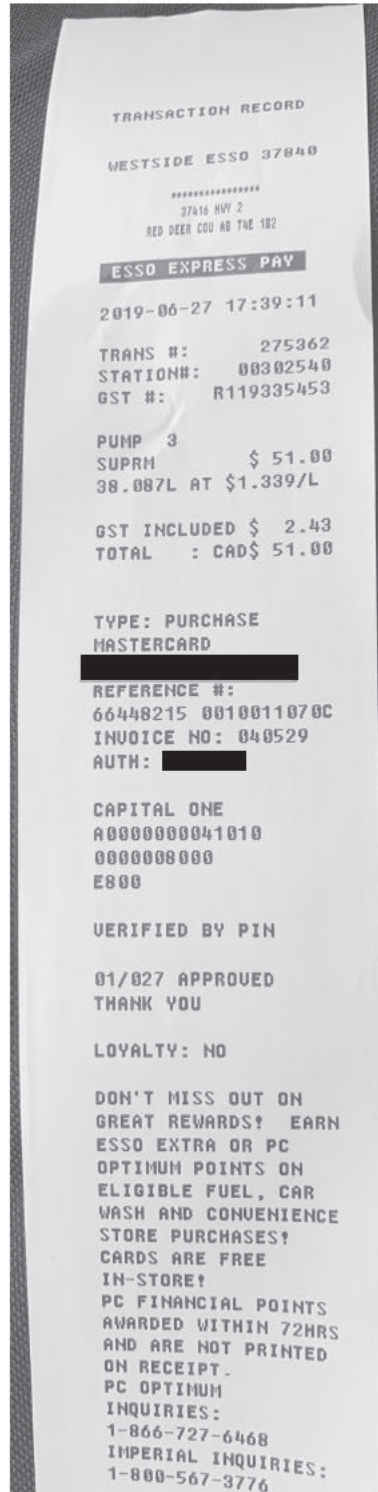 TRANSACTION RECORD
WESTSIDE ESSO 37840
****************
37416 HWY 2
RED DEER COU AB T4E 1B2
ESSO EXPRESS PAY
2019-06-27 17:39:11
TRANS #: 275362
STATION#: 00302540
GST #: R119335453
PUMP 3
SUPRM $ 51.00
38.087L AT $1.339/L
GST INCLUDED $ 2.43
TOTAL : CAD$ 51.00
TYPE: PURCHASE
MASTERCARD
REFERENCE #:
66448215 0010011070C
INVOICE NO: 040529
AUTH:
CAPITAL ONE
A0000000041010
0000008000
E800
VERIFIED BY PIN
01/027 APPROVED
THANK YOU
LOYALTY: NO
DON'T MISS OUT ON
GREAT REWARDS! EARN
ESSO EXTRA OR PC
OPTIMUM POINTS ON
ELIGIBLE FUEL, CAR
WASH AND CONVENIENCE
STORE PURCHASES!
CARDS ARE FREE
IN-STORE!
PC FINANCIAL POINTS
AWARDED WITHIN 72HRS
AND ARE NOT PRINTED
ON RECEIPT.
PC OPTIMUM
INQUIRIES:
1-866-727-6468
IMPERIAL INQUIRIES:
1-800-567-3776